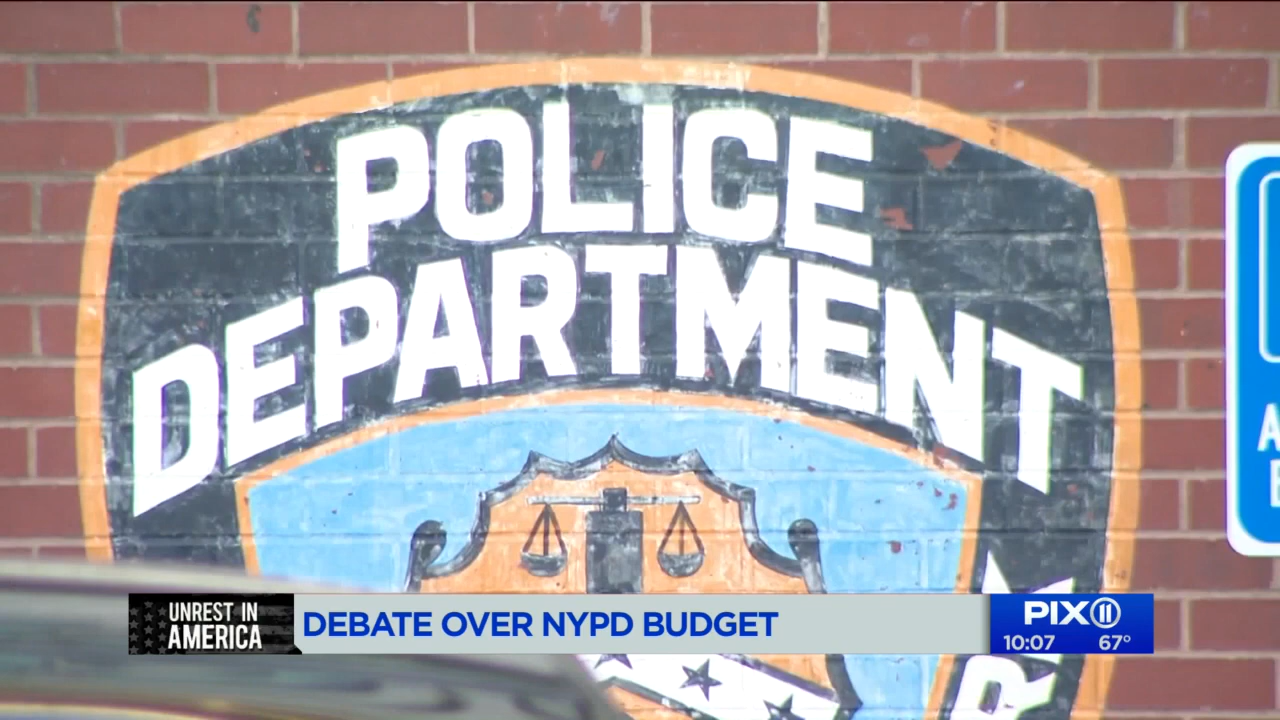 POLICE
DEPARTMENT
UNREST IN
AMERICA
DEBATE OVER NYPD BUDGET
PIX11
10:07 67°